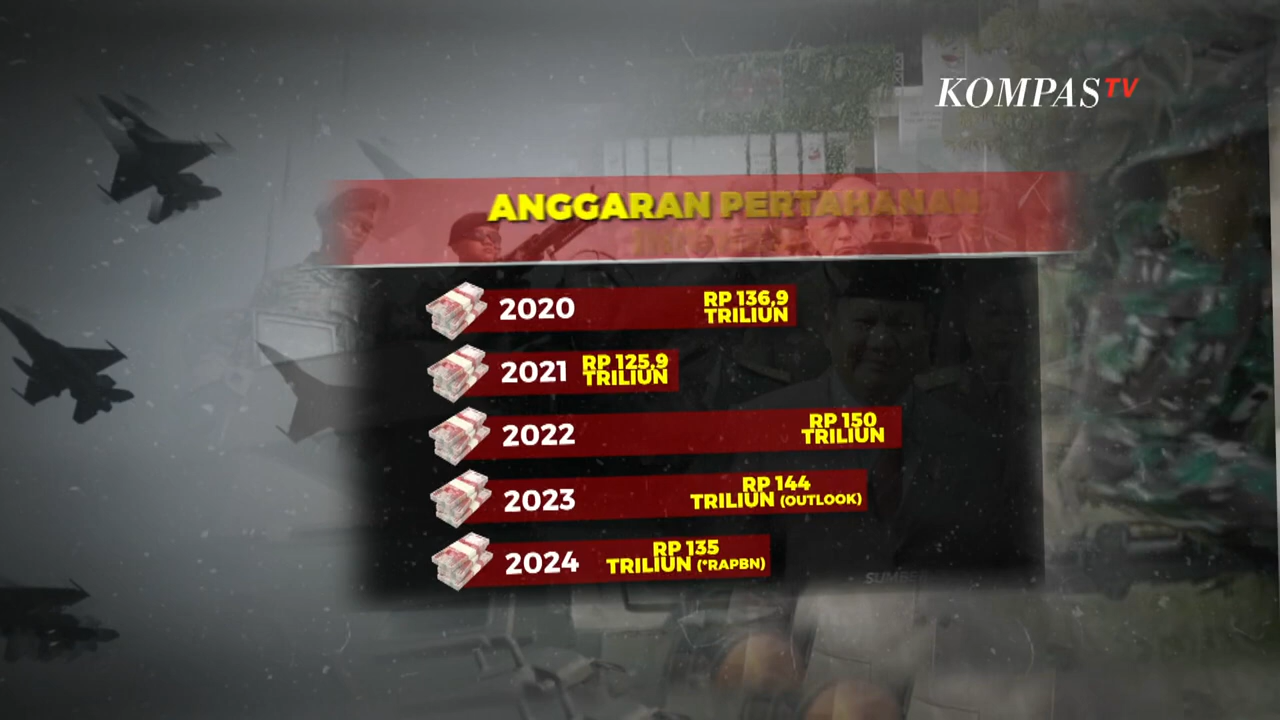 KOMPASTV
ANGGARAN PERTAHANAN
2020
RP 136,9
TRILIUN
2021
RP 125,9
TRILIUN
2022
RP 150
TRILIUN
2023
RP 144
TRILIUN (OUTLOOK)
2024
RP 135
TRILIUN (*RAPBN)